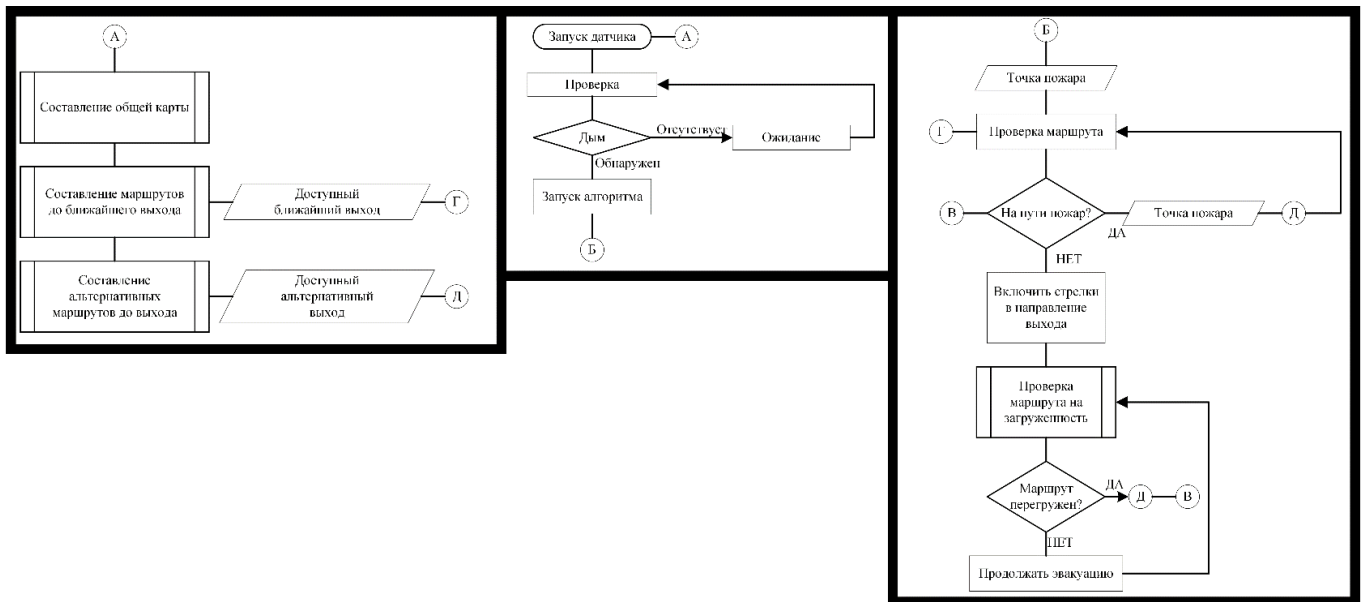 А
Составление общей карты
Составление маршрутов
до ближайшего выхода
Доступный
ближайший выход
Г
Составление
альтернативных
маршрутов до выхода
Доступный
альтернативный
выход
Д
Запуск датчика
А
Проверка
Дым
Отсутствует
Ожидание
Обнаружен
Запуск алгоритма
Б
Б
Точка пожара
Г
Проверка маршрута
В
На пути пожар?
ДА
Точка пожара
Д
НЕТ
Включить стрелки
в направление
выхода
Проверка
маршрута на
загруженность
Маршрут
перегружен?
ДА
Д
В
НЕТ
Продолжать эвакуацию